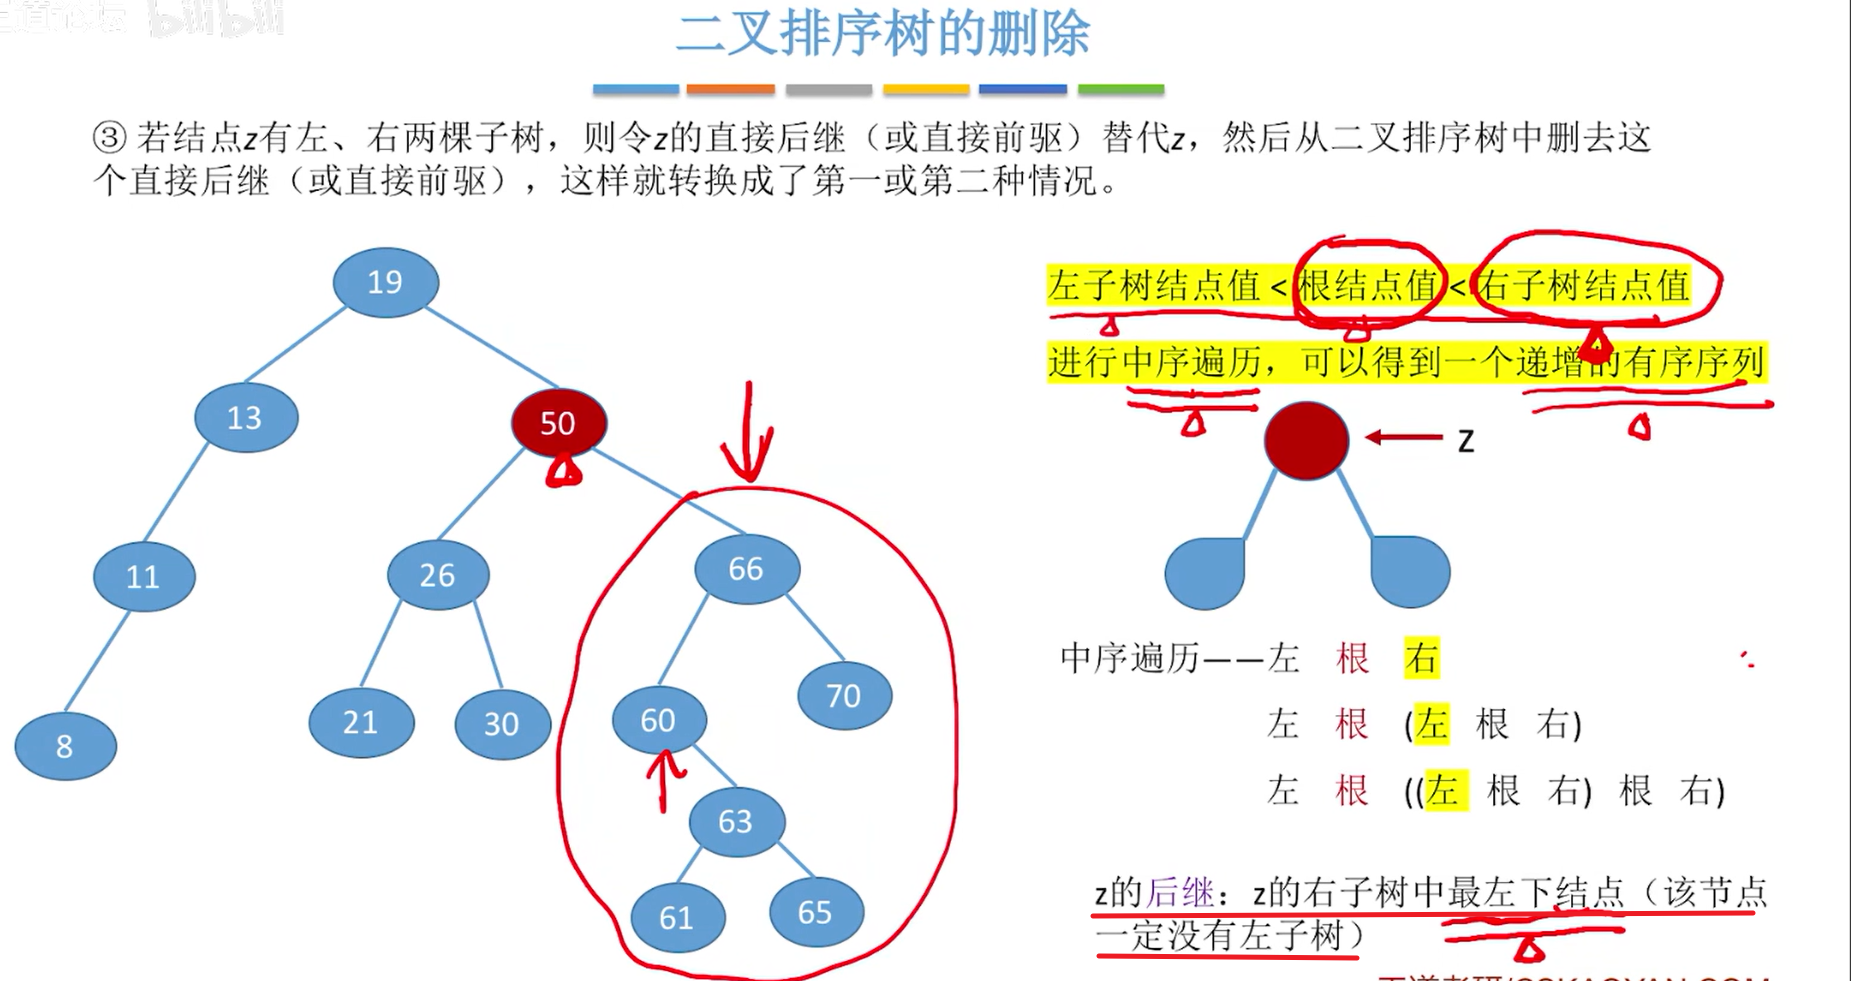 bilibili
二叉排序树的删除
③ 若结点z有左、右两棵子树，则令z的直接后继（或直接前驱）替代z，然后从二叉排序树中删去这
个直接后继（或直接前驱），这样就转换成了第一或第二种情况。
19
13
50
11
26
66
8
21
30
60
70
63
61
65
左子树结点值 < 根结点值 < 右子树结点值
进行中序遍历，可以得到一个递增的有序序列
z
中序遍历——左 根 右
左 根 (左 根 右)
左 根 ((左 根 右) 根 右)
z的后继：z的右子树中最左下结点（该节点
一定没有左子树）